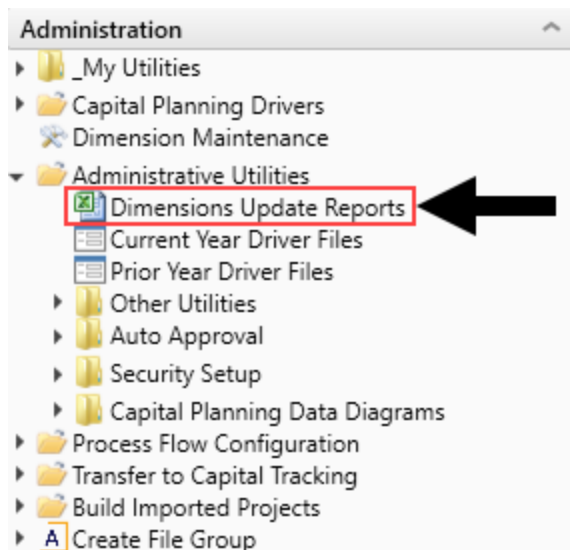 Administration
_My Utilities
Capital Planning Drivers
Dimension Maintenance
Administrative Utilities
Dimensions Update Reports
Current Year Driver Files
Prior Year Driver Files
Other Utilities
Auto Approval
Security Setup
Capital Planning Data Diagrams
Process Flow Configuration
Transfer to Capital Tracking
Build Imported Projects
A Create File Group